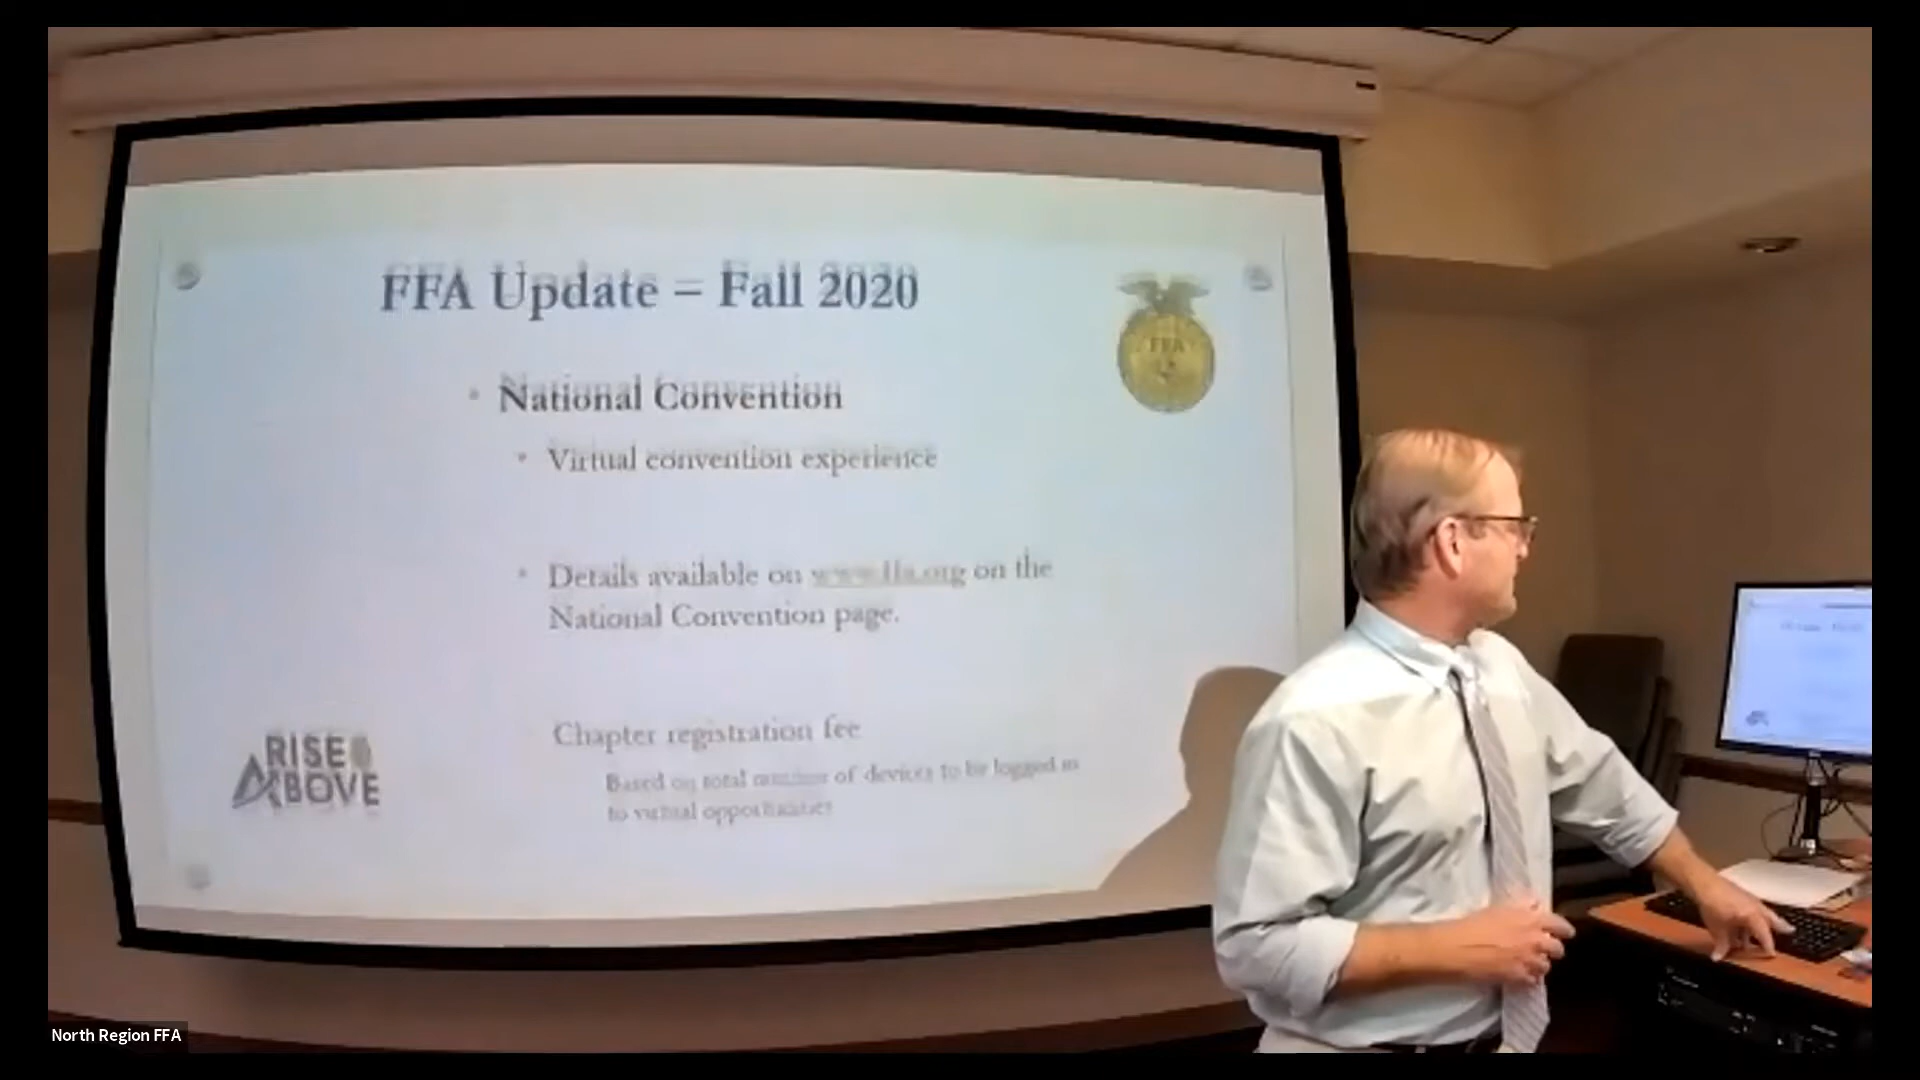 FFA Update – Fall 2020
FFA
National Convention
Virtual convention experience
Details available on www.ffa.org on the
National Convention page.
Chapter registration fee
Based on total number of devices to be logged in
to virtual opportunities
RISE
ABOVE
North Region FFA